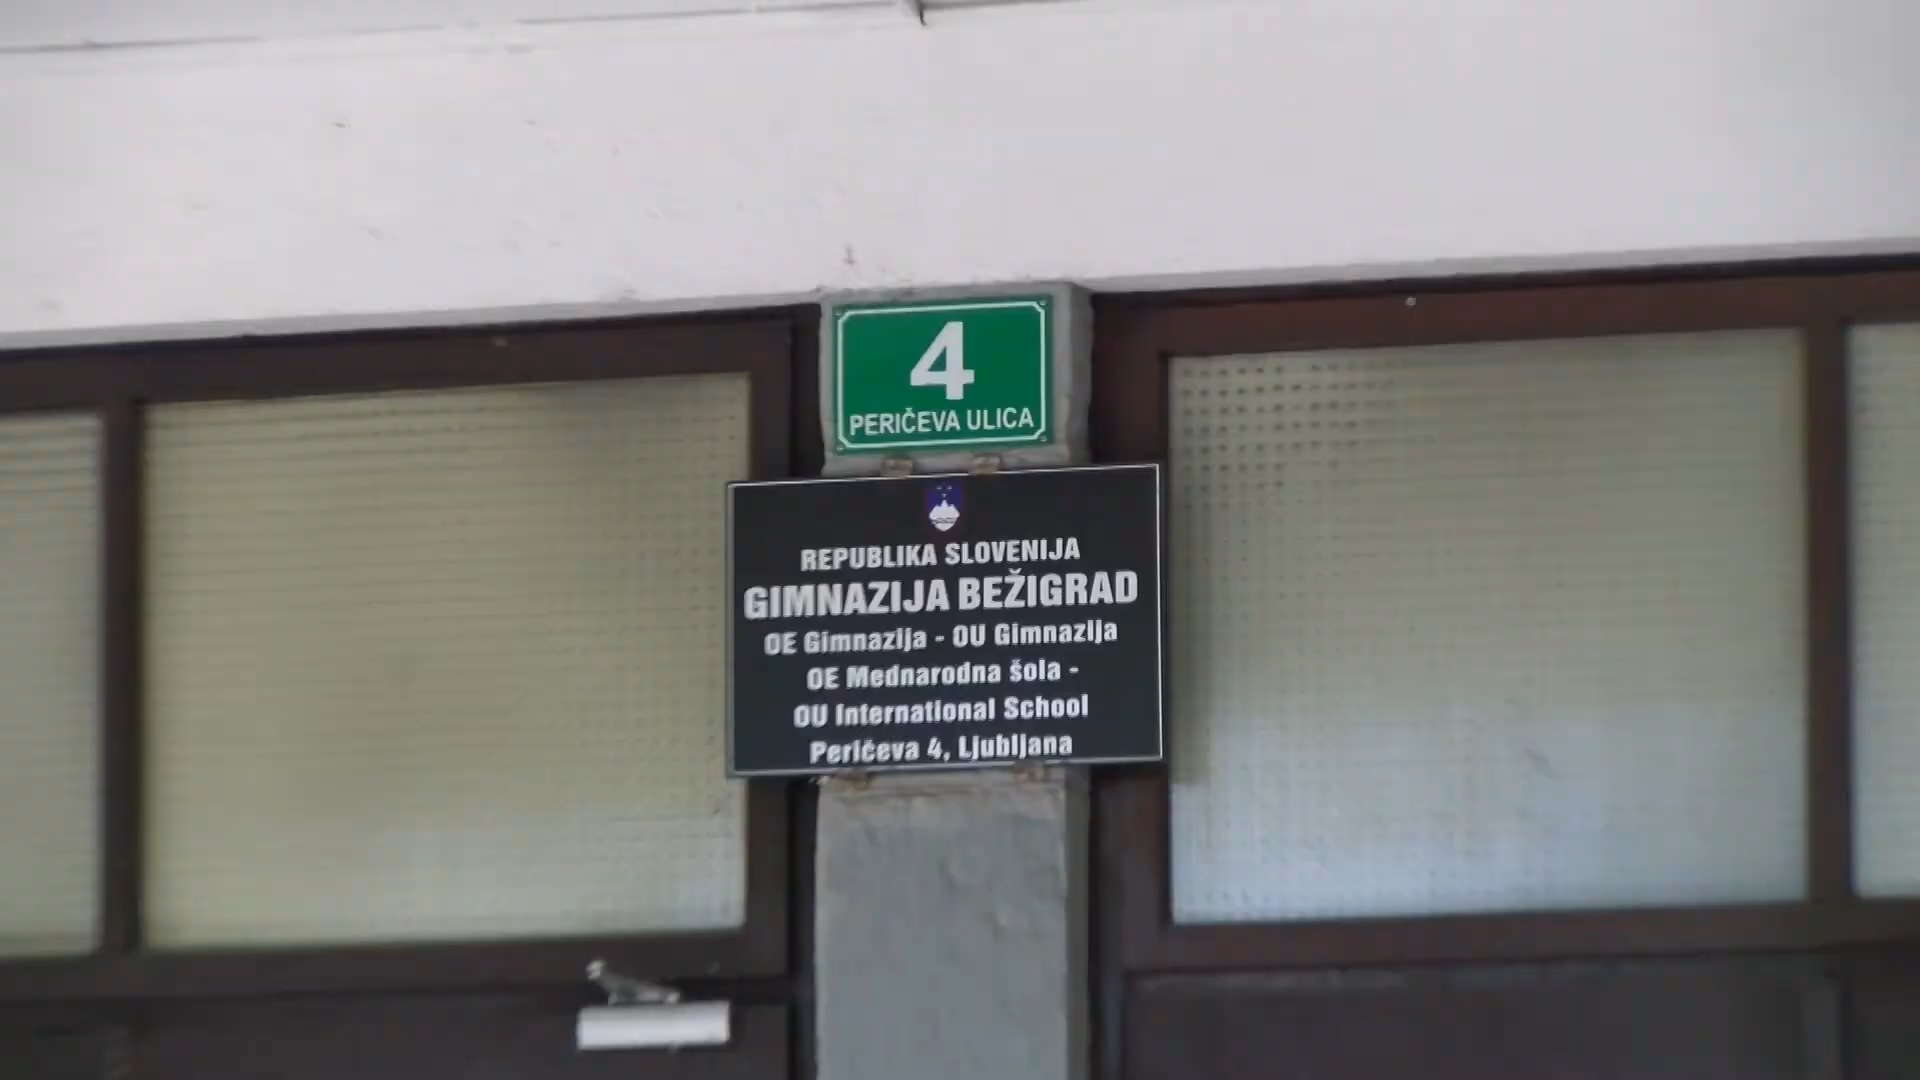 4
PERIČEVA ULICA
REPUBLIKA SLOVENIJA
GIMNAZIJA BEŽIGRAD
OE Gimnazija - OU Gimnazija
OE Mednarodna šola -
OU International School
Peričeva 4, Ljubljana